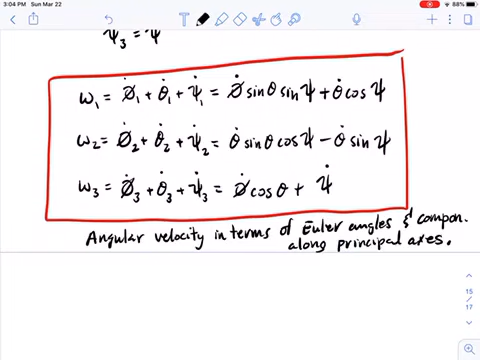 3:04 PM Sun Mar 22
88%
ψ̇₃ = ψ̇
ω₁ = ∅̇₁ + θ̇₁ + ψ̇₁ = ∅̇ sinθ sinψ + θ̇ cosψ
ω₂ = ∅̇₂ + θ̇₂ + ψ̇₂ = θ̇ sinθ cosψ − θ̇ sinψ
ω₃ = ∅̇₃ + θ̇₃ + ψ̇₃ = ∅̇ cosθ + ψ̇
Angular velocity in terms of Euler angles & compon.
along principal axes.
15
/
17